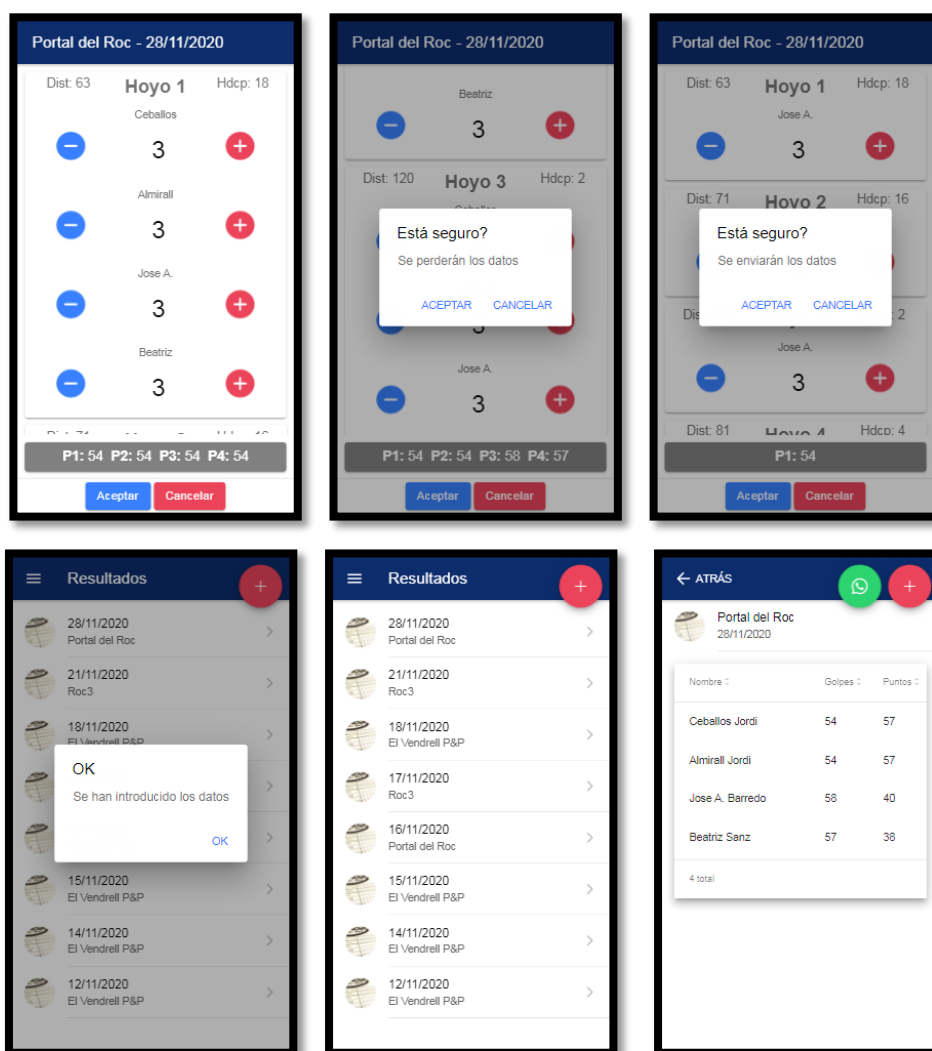 Portal del Roc - 28/11/2020
Dist: 63 Hoyo 1 Hdcp: 18
Ceballos
3
Almirall
3
Jose A.
3
Beatriz
3
P1: 54 P2: 54 P3: 54 P4: 54
Aceptar Cancelar
Portal del Roc - 28/11/2020
Beatriz
3
Dist: 120 Hoyo 3 Hdcp: 2
Está seguro?
Se perderán los datos
ACEPTAR CANCELAR
Jose A.
3
P1: 54 P2: 54 P3: 58 P4: 57
Aceptar Cancelar
Portal del Roc - 28/11/2020
Dist: 63 Hoyo 1 Hdcp: 18
Jose A.
3
Dist: 71 Hoyo 2 Hdcp: 16
Está seguro?
Se enviarán los datos
ACEPTAR CANCELAR
2
Jose A.
3
Dist: 81 Hoyo 4 Hdcp: 4
P1: 54
Aceptar Cancelar
Resultados
28/11/2020
Portal del Roc
21/11/2020
Roc3
18/11/2020
El Vendrell P&P
OK
Se han introducido los datos
OK
15/11/2020
El Vendrell P&P
14/11/2020
El Vendrell P&P
12/11/2020
El Vendrell P&P
Resultados
28/11/2020
Portal del Roc
21/11/2020
Roc3
18/11/2020
El Vendrell P&P
17/11/2020
Roc3
16/11/2020
Portal del Roc
15/11/2020
El Vendrell P&P
14/11/2020
El Vendrell P&P
12/11/2020
El Vendrell P&P
ATRÁS
Portal del Roc
28/11/2020
Nombre Golpes Puntos
Ceballos Jordi 54 57
Almirall Jordi 54 57
Jose A. Barredo 58 40
Beatriz Sanz 57 38
4 total